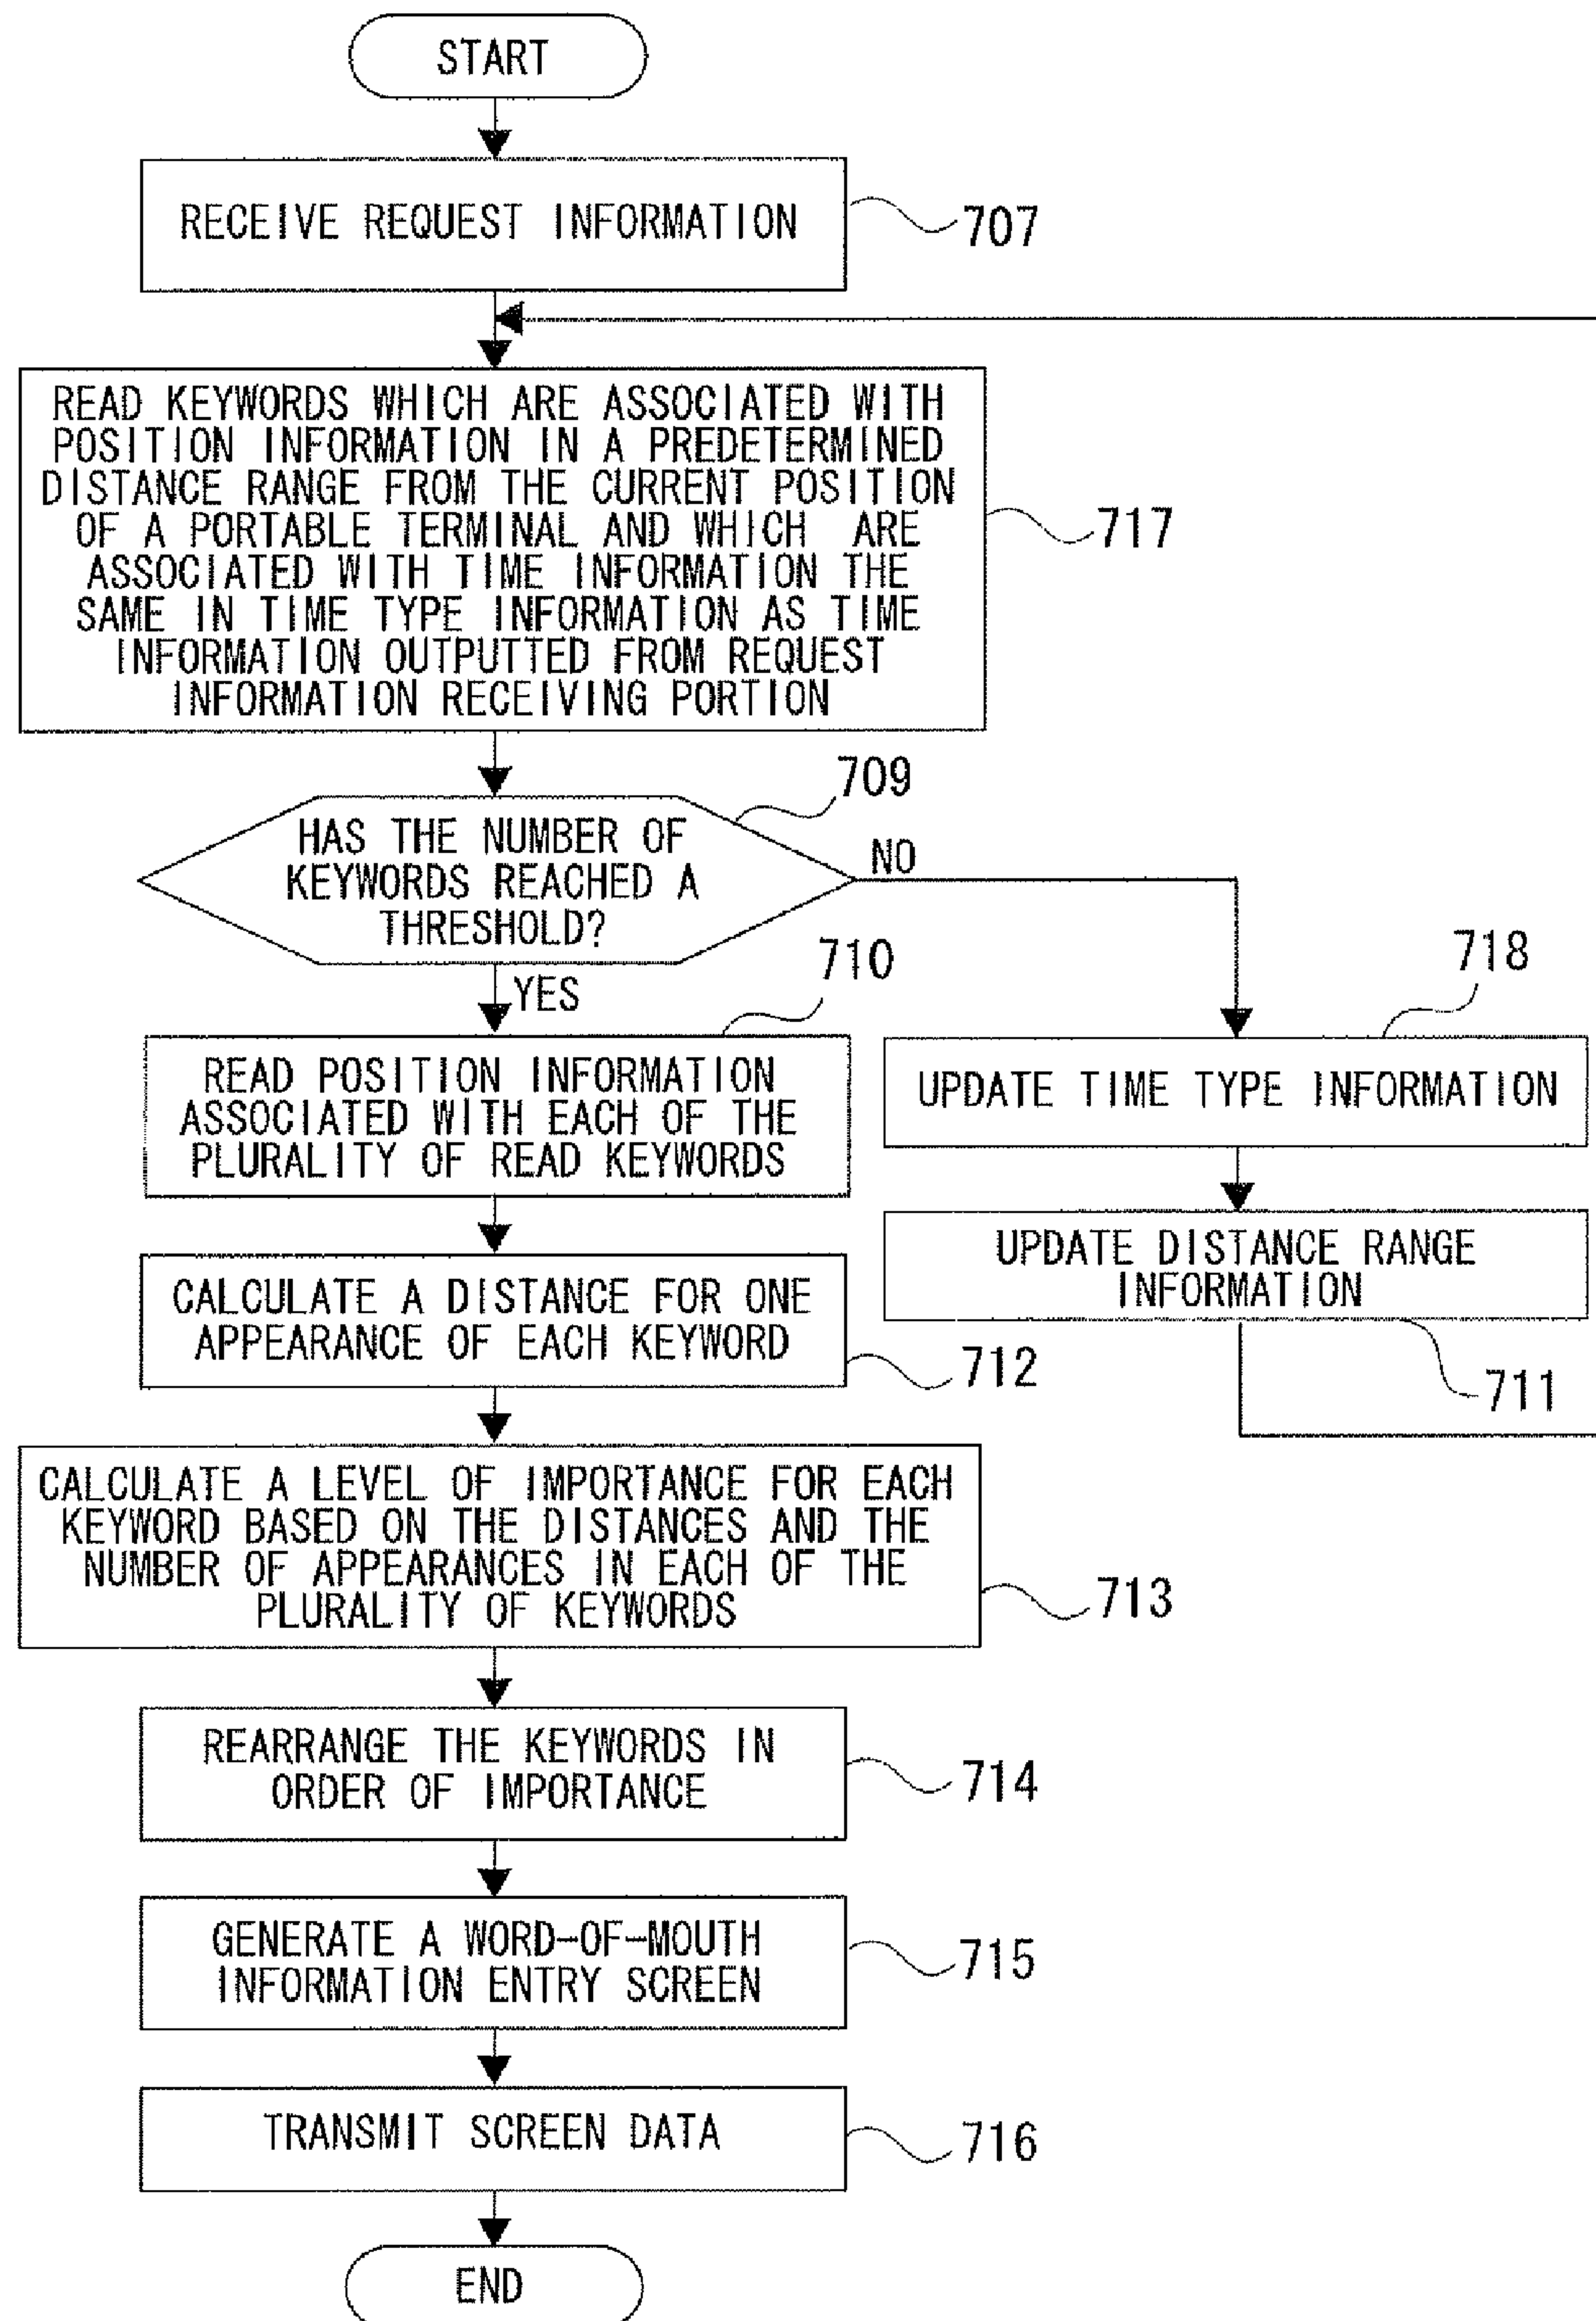 START
RECEIVE REQUEST INFORMATION
707
READ KEYWORDS WHICH ARE ASSOCIATED WITH
POSITION INFORMATION IN A PREDETERMINED
DISTANCE RANGE FROM THE CURRENT POSITION
OF A PORTABLE TERMINAL AND WHICH ARE
ASSOCIATED WITH TIME INFORMATION THE
SAME IN TIME TYPE INFORMATION AS TIME
INFORMATION OUTPUTTED FROM REQUEST
INFORMATION RECEIVING PORTION
717
709
HAS THE NUMBER OF
KEYWORDS REACHED A
THRESHOLD?
NO
YES
710
718
READ POSITION INFORMATION
ASSOCIATED WITH EACH OF THE
PLURALITY OF READ KEYWORDS
UPDATE TIME TYPE INFORMATION
UPDATE DISTANCE RANGE
INFORMATION
711
CALCULATE A DISTANCE FOR ONE
APPEARANCE OF EACH KEYWORD
712
CALCULATE A LEVEL OF IMPORTANCE FOR EACH
KEYWORD BASED ON THE DISTANCES AND THE
NUMBER OF APPEARANCES IN EACH OF THE
PLURALITY OF KEYWORDS
713
REARRANGE THE KEYWORDS IN
ORDER OF IMPORTANCE
714
GENERATE A WORD-OF-MOUTH
INFORMATION ENTRY SCREEN
715
TRANSMIT SCREEN DATA
716
END